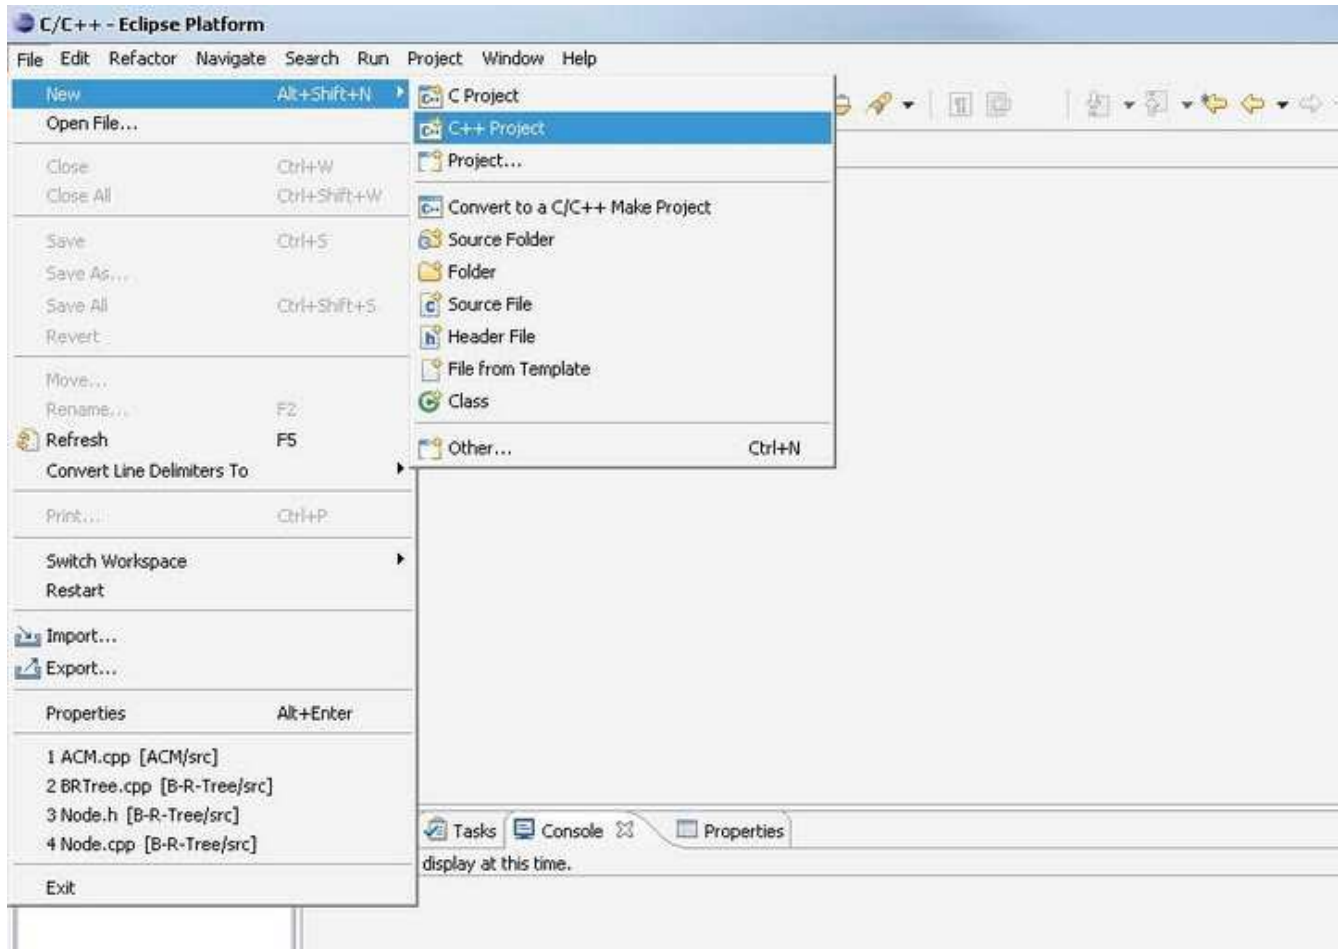 C/C++ - Eclipse Platform
File Edit Refactor Navigate Search Run Project Window Help
New Alt+Shift+N
Open File...
Close Ctrl+W
Close All Ctrl+Shift+W
Save Ctrl+S
Save As...
Save All Ctrl+Shift+S
Revert
Move...
Rename... F2
Refresh F5
Convert Line Delimiters To
Print... Ctrl+P
Switch Workspace
Restart
Import...
Export...
Properties Alt+Enter
1 ACM.cpp [ACM/src]
2 BRTree.cpp [B-R-Tree/src]
3 Node.h [B-R-Tree/src]
4 Node.cpp [B-R-Tree/src]
Exit
C Project
C++ Project
Project...
Convert to a C/C++ Make Project
Source Folder
Folder
Source File
Header File
File from Template
Class
Other... Ctrl+N
Tasks Console Properties
display at this time.